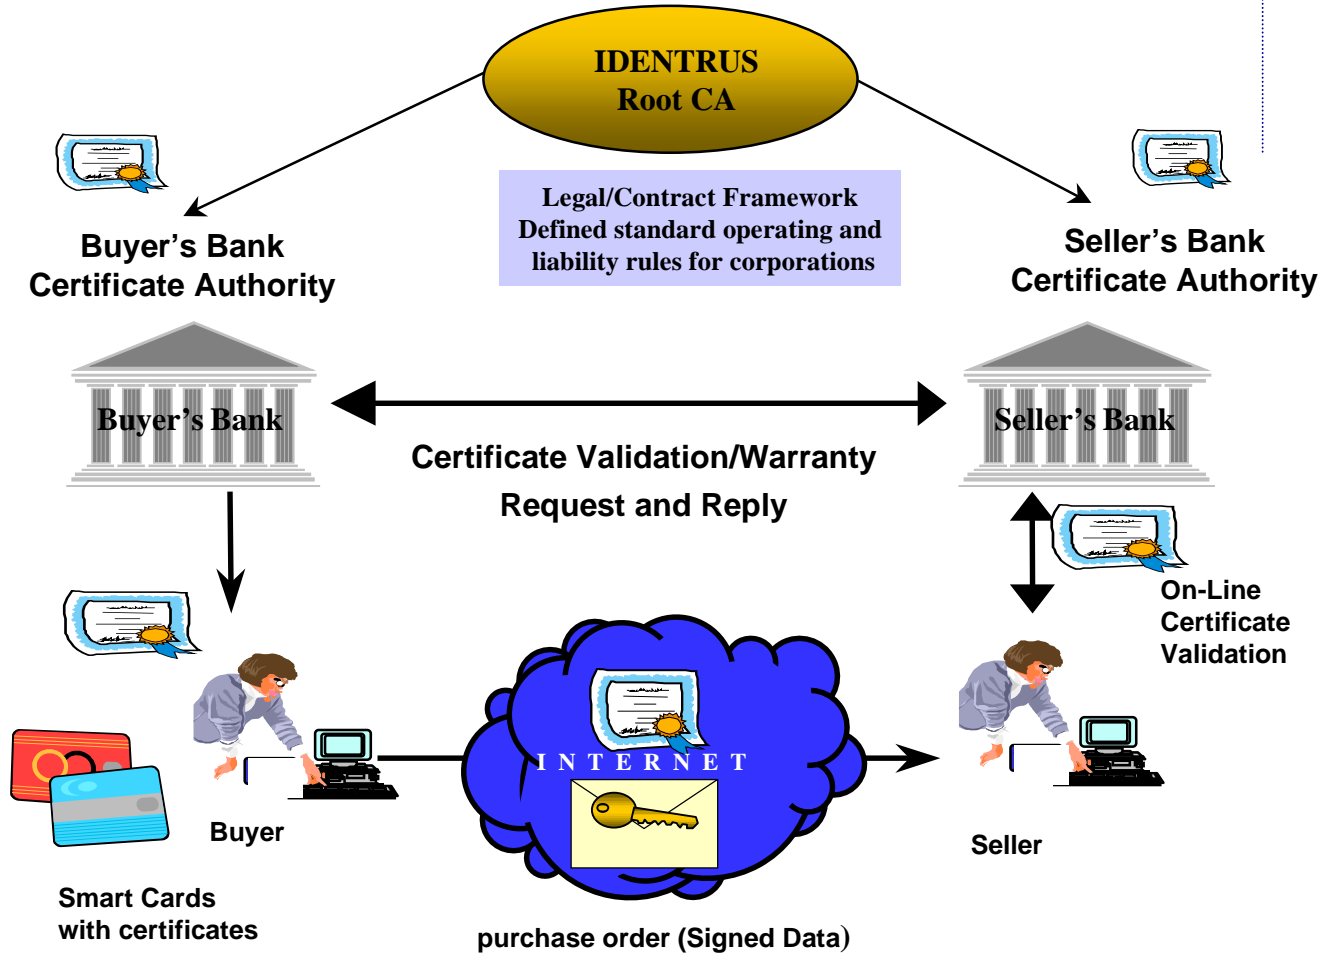 IDENTRUS
Root CA
Legal/Contract Framework
Defined standard operating and
liability rules for corporations
Buyer’s Bank
Certificate Authority
Seller’s Bank
Certificate Authority
Buyer’s Bank
Seller’s Bank
Certificate Validation/Warranty
Request and Reply
On-Line
Certificate
Validation
INTERNET
Buyer
Seller
Smart Cards
with certificates
purchase order (Signed Data)